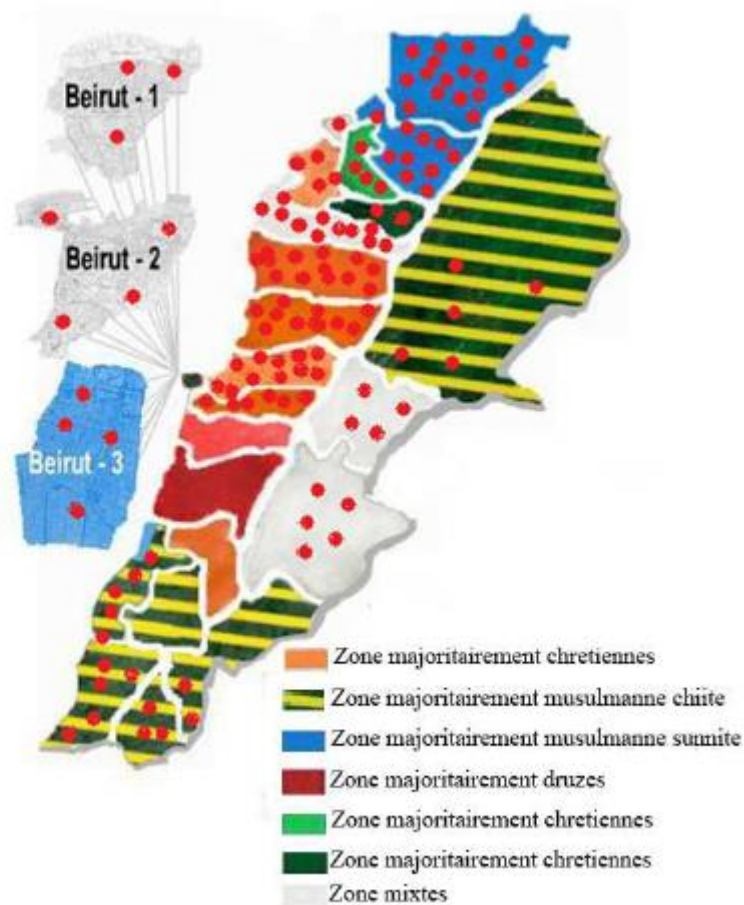 Beirut - 1
Beirut - 2
Beirut - 3
Zone majoritairement chretiennes
Zone majoritairement musulmanne chiite
Zone majoritairement musulmanne sunnite
Zone majoritairement druzes
Zone majoritairement chretiennes
Zone majoritairement chretiennes
Zone mixtes